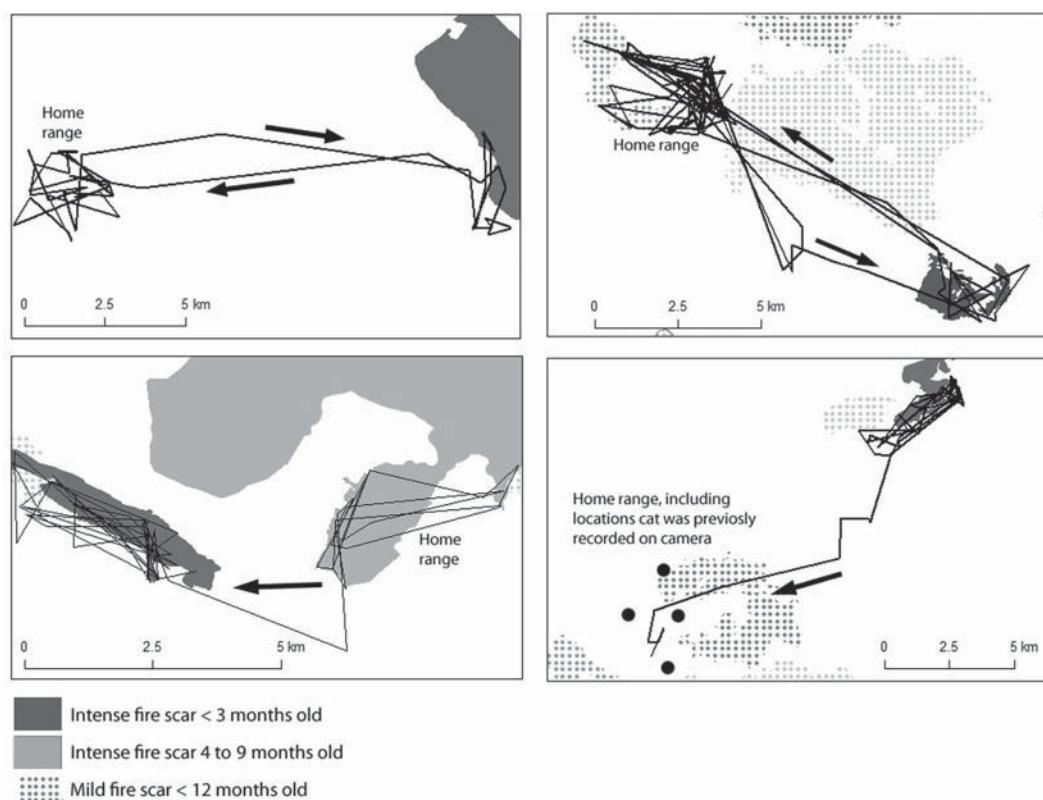 Home
range
0
2.5
5 km
Home range
0
2.5
5 km
Home
range
0
2.5
5 km
Home range, including
locations cat was previosly
recorded on camera
0
2.5
5 km
Intense fire scar < 3 months old
Intense fire scar 4 to 9 months old
Mild fire scar < 12 months old